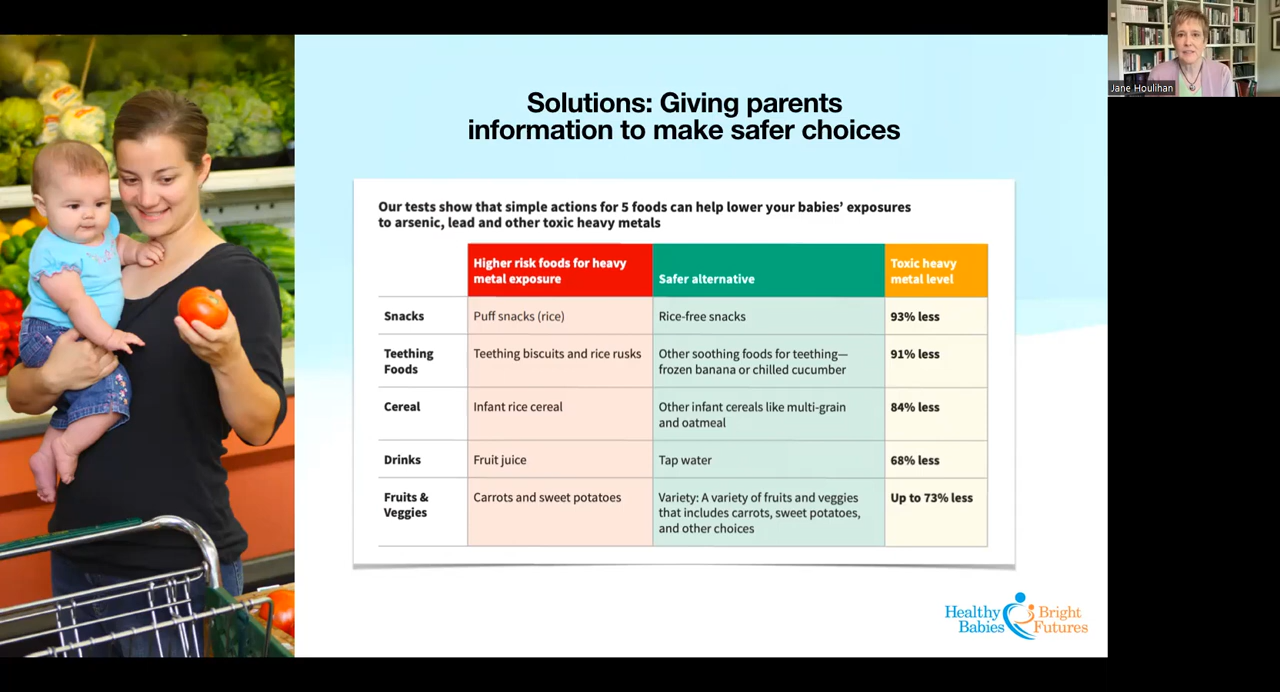 Jane Houlihan
Solutions: Giving parents
information to make safer choices
Our tests show that simple actions for 5 foods can help lower your babies’ exposures
to arsenic, lead and other toxic heavy metals
Higher risk foods for heavy
metal exposure
Safer alternative
Toxic heavy
metal level
Snacks
Puff snacks (rice)
Rice-free snacks
93% less
Teething
Foods
Teething biscuits and rice rusks
Other soothing foods for teething—
frozen banana or chilled cucumber
91% less
Cereal
Infant rice cereal
Other infant cereals like multi-grain
and oatmeal
84% less
Drinks
Fruit juice
Tap water
68% less
Fruits &
Veggies
Carrots and sweet potatoes
Variety: A variety of fruits and veggies
that includes carrots, sweet potatoes,
and other choices
Up to 73% less
Healthy Bright
Babies Futures